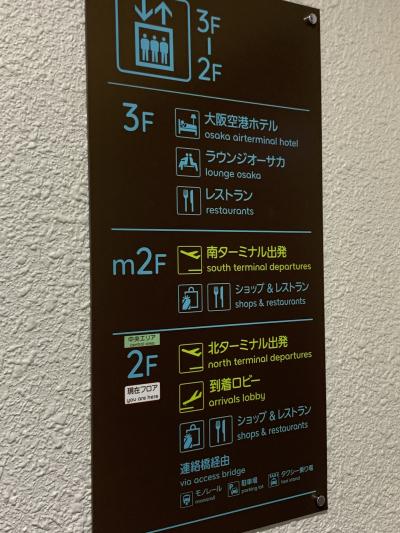 3F
-
2F
3F
大阪空港ホテル
osaka airterminal hotel
ラウンジオーサカ
lounge osaka
レストラン
restaurants
m2F
南ターミナル出発
south terminal departures
ショップ & レストラン
shops & restaurants
中央エリア
central area
2F
現在フロア
you are here
北ターミナル出発
north terminal departures
到着ロビー
arrivals lobby
ショップ & レストラン
shops & restaurants
連絡橋経由
via access bridge
モノレール
monorail
駐車場
parking lot
TAXI
タクシー乗り場
taxi stand